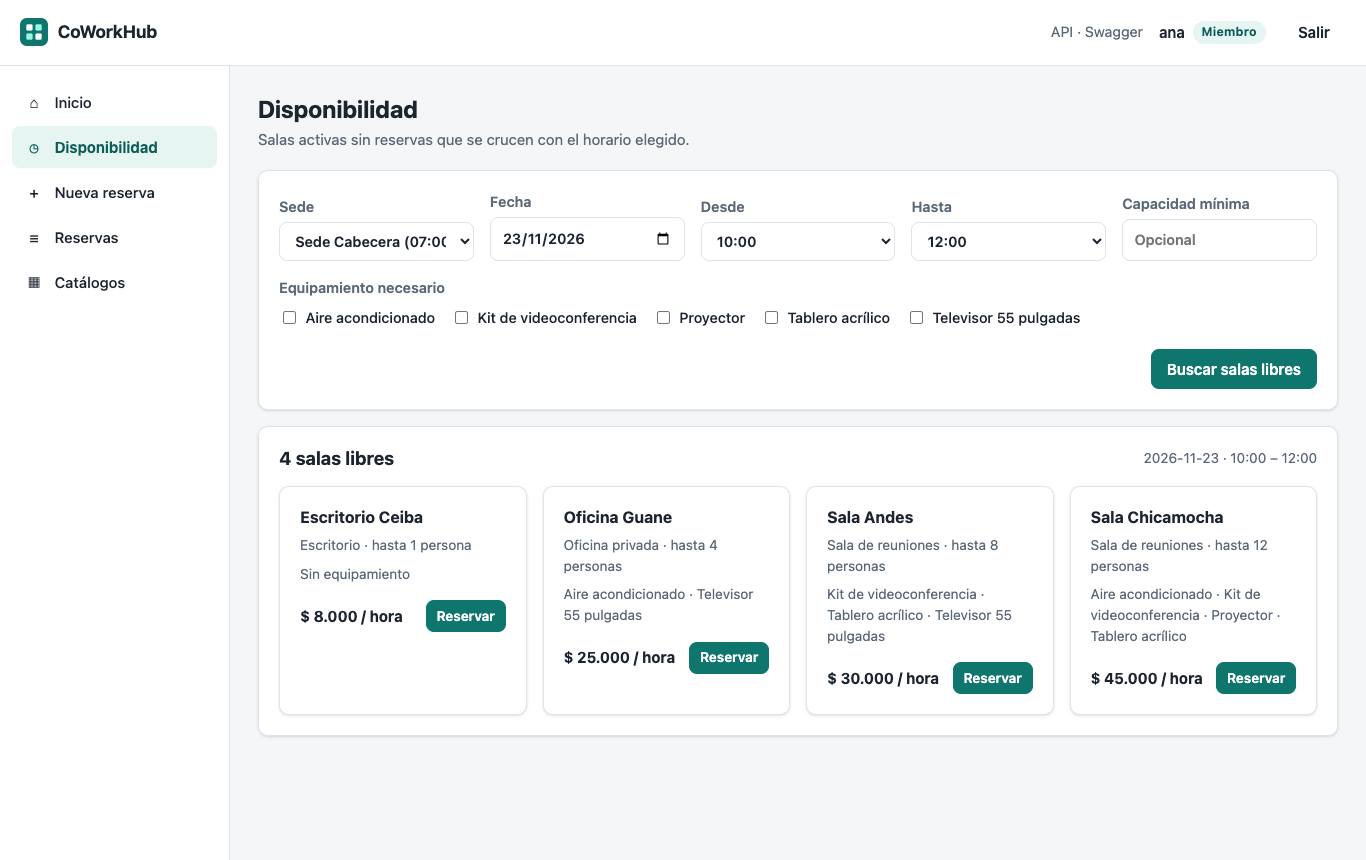 CoWorkHub
API · Swagger
ana
Miembro
Salir
Inicio
Disponibilidad
Nueva reserva
Reservas
Catálogos
Disponibilidad
Salas activas sin reservas que se crucen con el horario elegido.
Sede
Fecha
Desde
Hasta
Capacidad mínima
Sede Cabecera (07:00
23/11/2026
10:00
12:00
Opcional
Equipamiento necesario
Aire acondicionado
Kit de videoconferencia
Proyector
Tablero acrílico
Televisor 55 pulgadas
Buscar salas libres
4 salas libres
2026-11-23 · 10:00 – 12:00
Escritorio Ceiba
Escritorio · hasta 1 persona
Sin equipamiento
$ 8.000 / hora
Reservar
Oficina Guane
Oficina privada · hasta 4
personas
Aire acondicionado · Televisor
55 pulgadas
$ 25.000 / hora
Reservar
Sala Andes
Sala de reuniones · hasta 8
personas
Kit de videoconferencia ·
Tablero acrílico · Televisor 55
pulgadas
$ 30.000 / hora
Reservar
Sala Chicamocha
Sala de reuniones · hasta 12
personas
Aire acondicionado · Kit de
videoconferencia · Proyector ·
Tablero acrílico
$ 45.000 / hora
Reservar